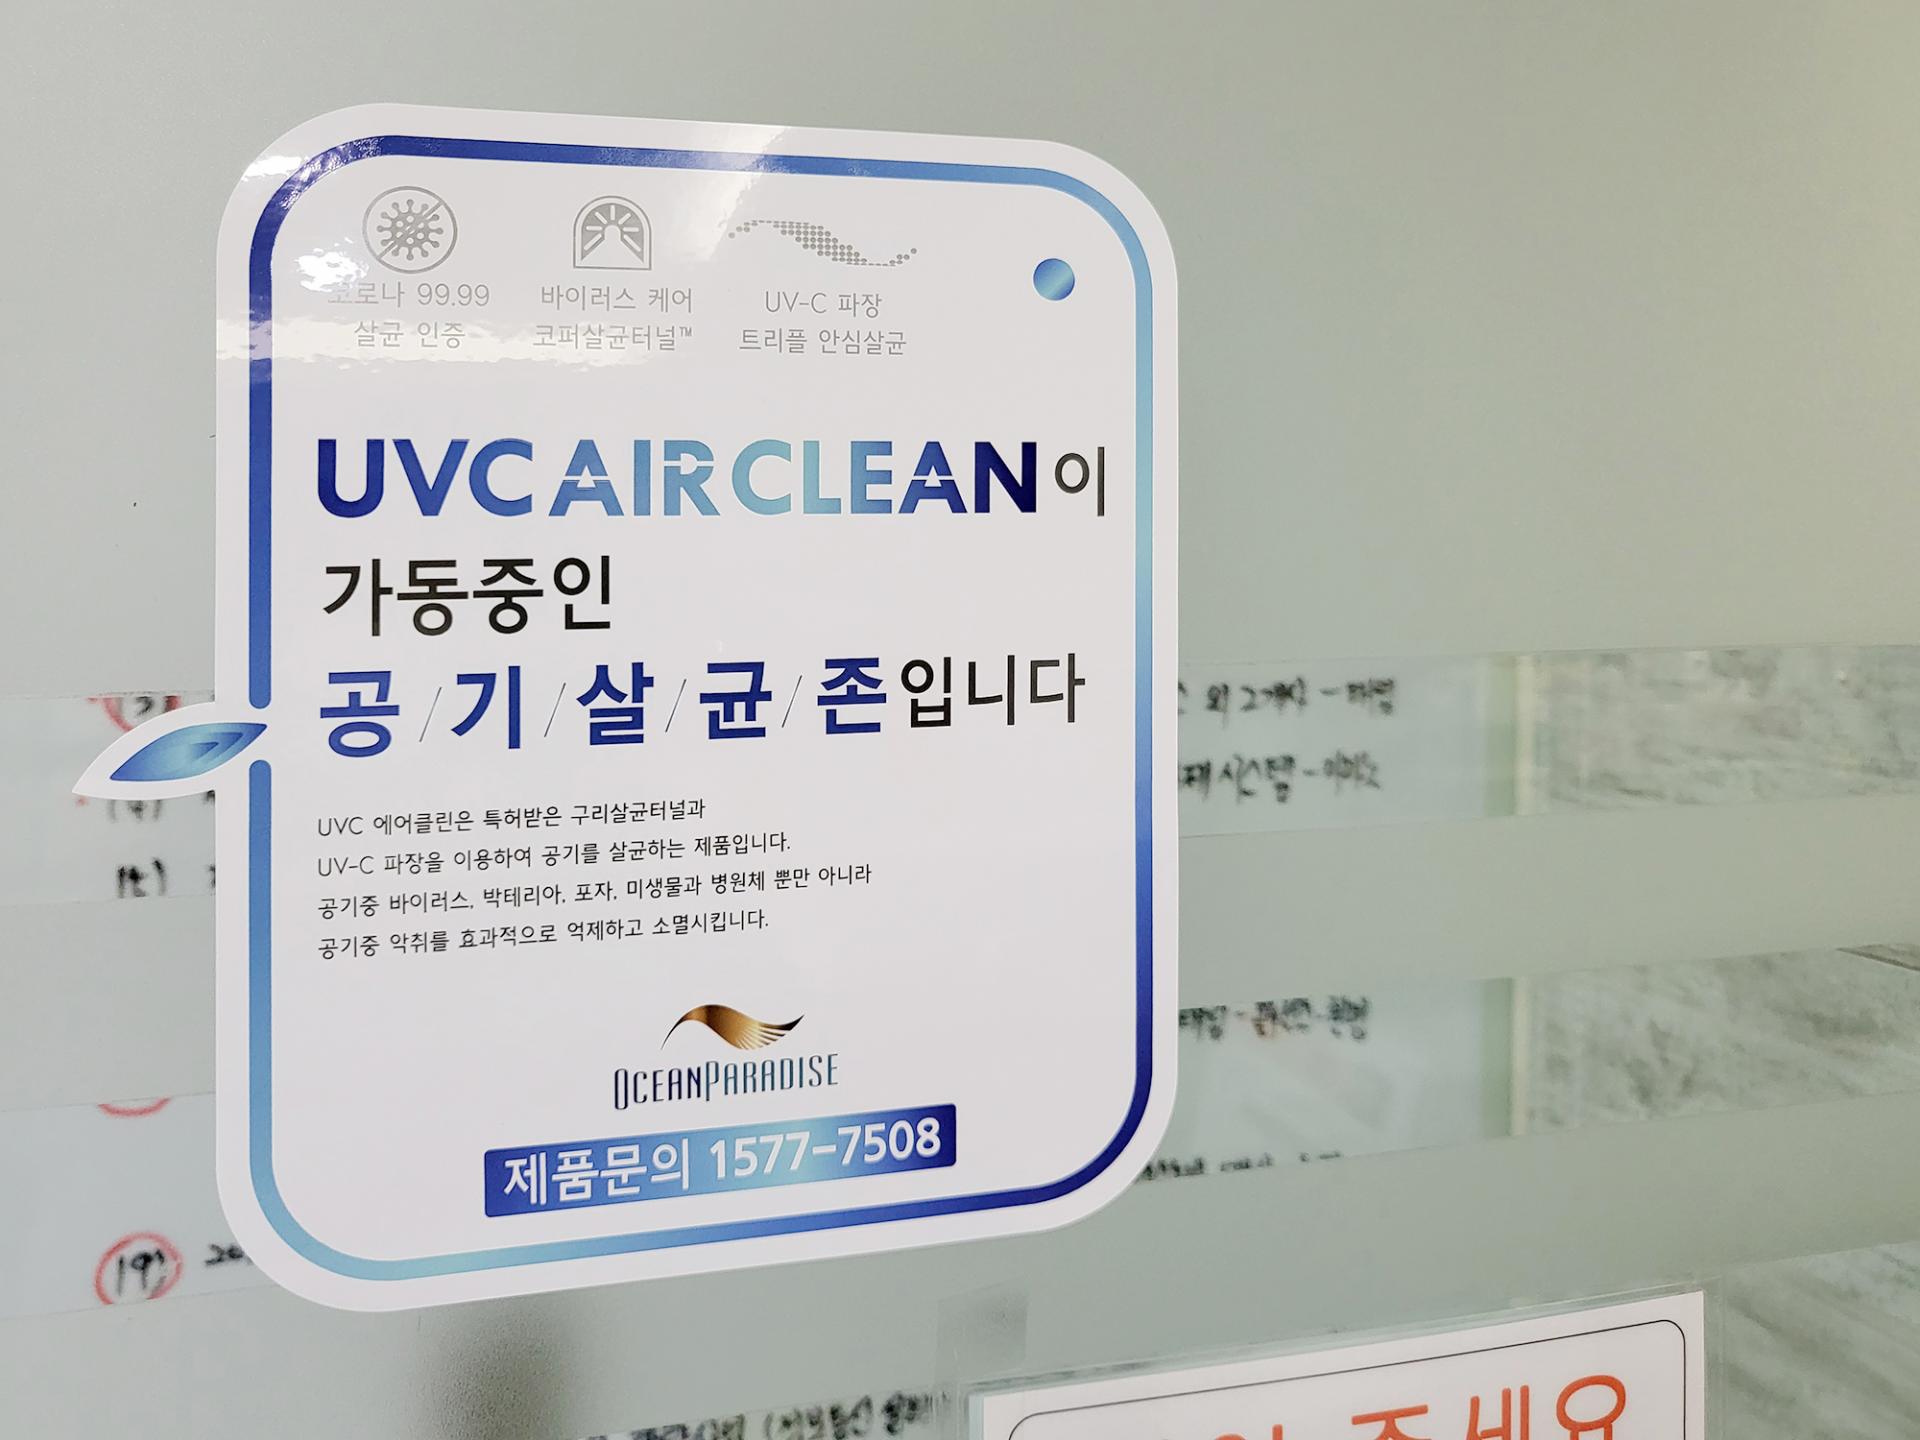 코로나 99.99
살균 인증
바이러스 케어
코퍼살균터널™
UV-C 파장
트리플 안심살균
UVC AIR CLEAN이
가동중인
공/기/살/균/존입니다
UVC 에어클린은 특허받은 구리살균터널과
UV-C 파장을 이용하여 공기를 살균하는 제품입니다.
공기중 바이러스, 박테리아, 포자, 미생물과 병원체 뿐만 아니라
공기중 악취를 효과적으로 억제하고 소멸시킵니다.
OCEANPARADISE
제품문의 1577-7508
주세요